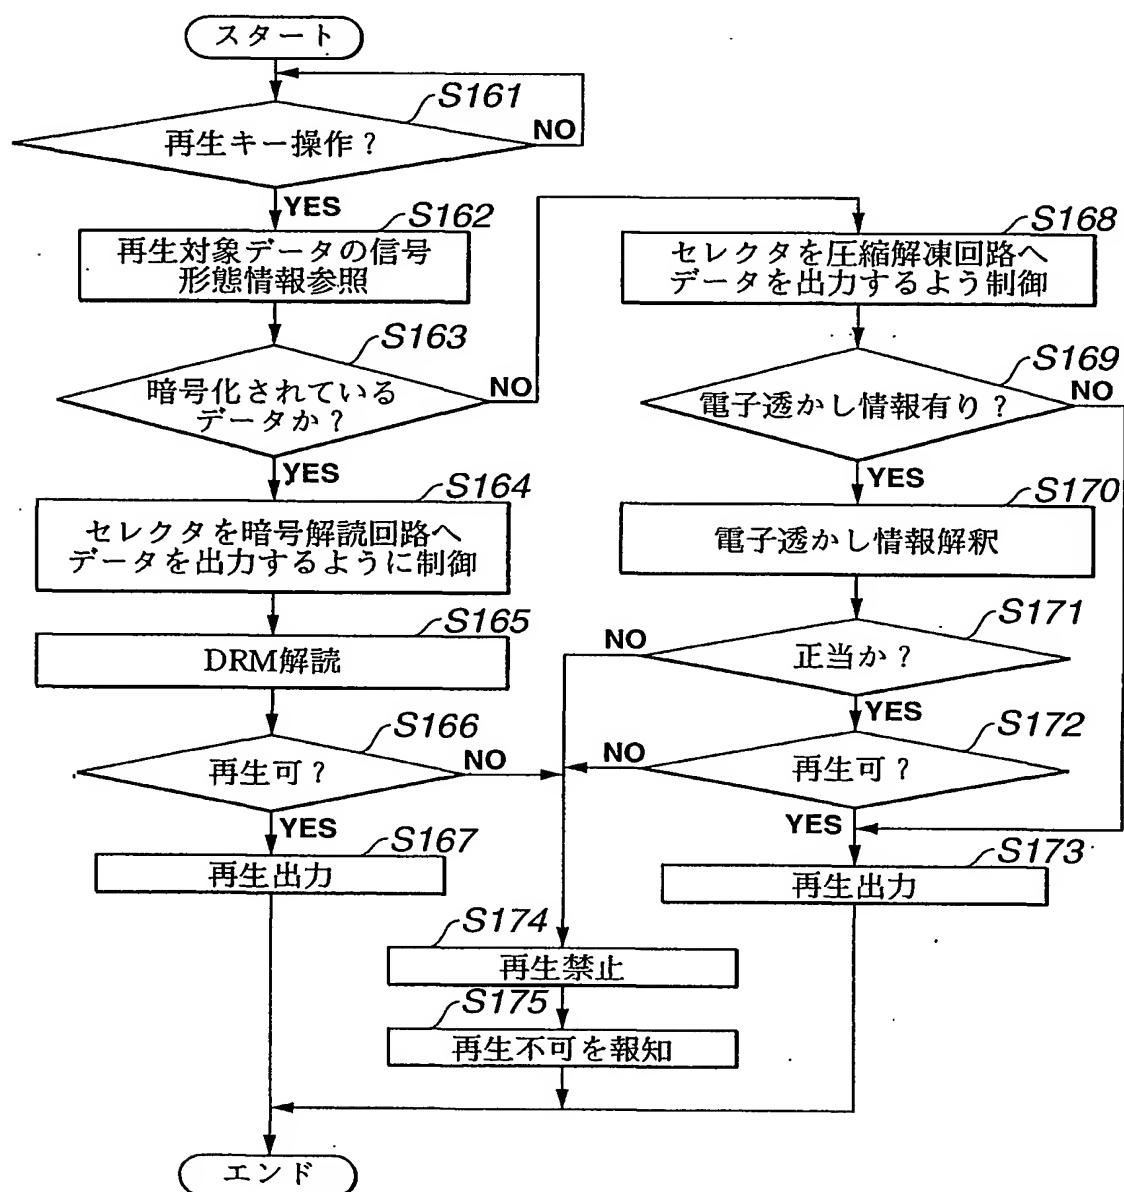 スタート
S161
再生キー操作?
NO
YES
S162
再生対象データの信号
形態情報参照
S163
暗号化されている
データか?
NO
YES
S164
セレクタを暗号解読回路へ
データを出力するように制御
S165
DRM解読
S166
再生可?
NO
YES
S167
再生出力
S168
セレクタを圧縮解凍回路へ
データを出力するよう制御
S169
電子透かし情報有り?
NO
YES
S170
電子透かし情報解釈
S171
正当か?
NO
YES
S172
再生可?
NO
YES
S173
再生出力
S174
再生禁止
S175
再生不可を報知
エンド